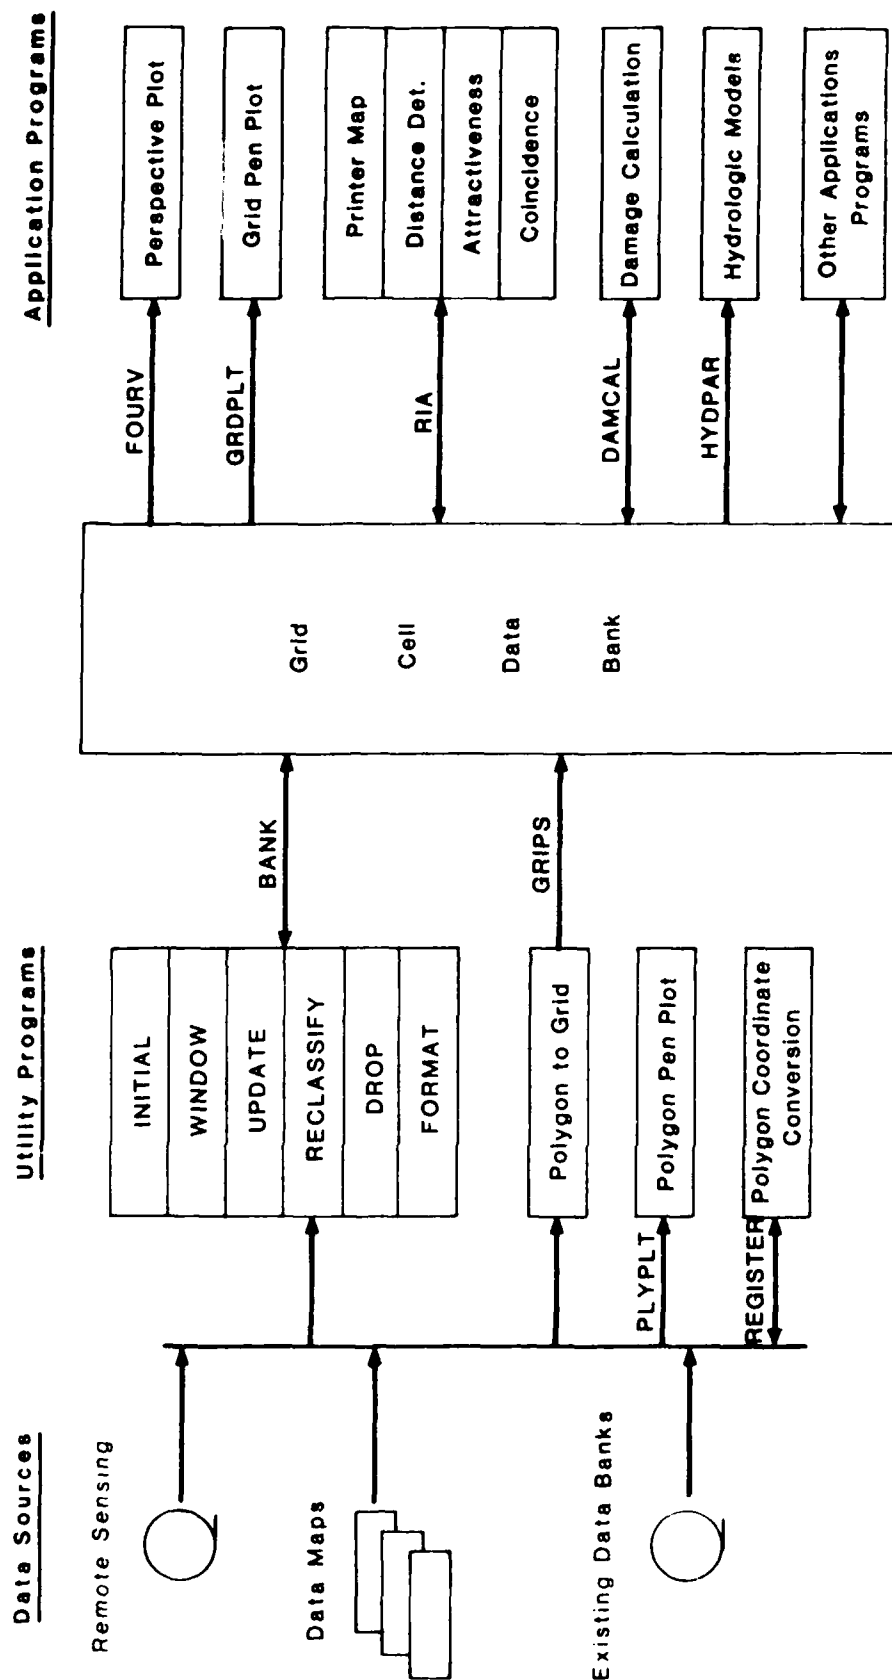 Data Sources
Remote Sensing
Data Maps
Existing Data Banks
Utility Programs
INITIAL
WINDOW
UPDATE
RECLASSIFY
DROP
FORMAT
Polygon to Grid
PLYPLT
Polygon Pen Plot
REGISTER
Polygon Coordinate
Conversion
BANK
GRIPS
Grid
Cell
Data
Bank
Application Programs
FOURV
Perspective Plot
GRDPLT
Grid Pen Plot
RIA
Printer Map
Distance Det.
Attractiveness
Coincidence
DAMCAL
Damage Calculation
HYDPAR
Hydrologic Models
Other Applications
Programs